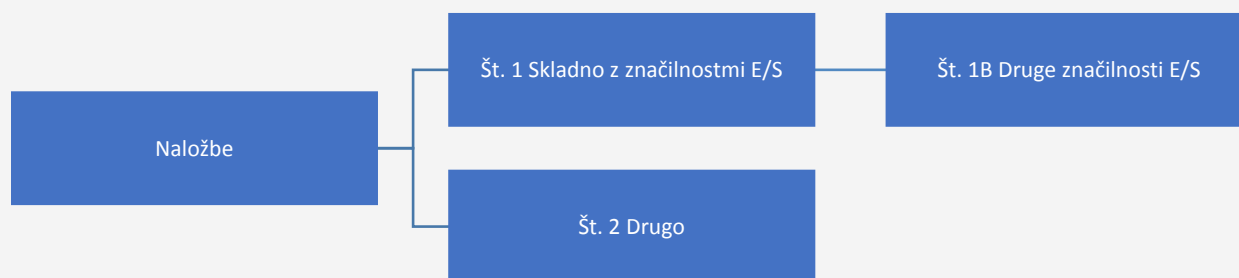 Št. 1 Skladno z značilnostmi E/S
Št. 1B Druge značilnosti E/S
Naložbe
Št. 2 Drugo